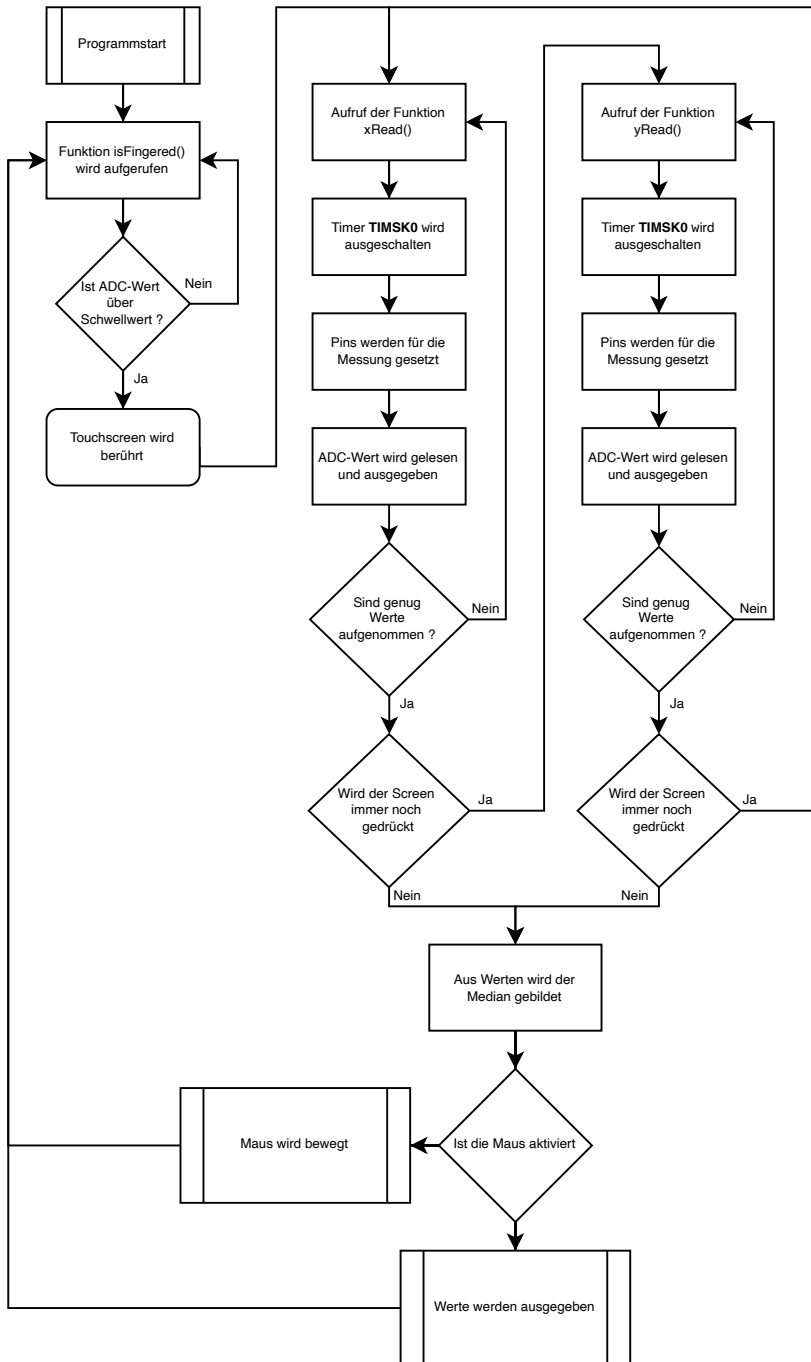 Programmstart
Funktion isFingered()
wird aufgerufen
Ist ADC-Wert
über
Schwellwert ?
Nein
Ja
Touchscreen wird
berührt
Aufruf der Funktion
xRead()
Timer TIMSK0 wird
ausgeschalten
Pins werden für die
Messung gesetzt
ADC-Wert wird gelesen
und ausgegeben
Sind genug
Werte
aufgenommen ?
Nein
Ja
Wird der Screen
immer noch
gedrückt
Ja
Nein
Aufruf der Funktion
yRead()
Timer TIMSK0 wird
ausgeschalten
Pins werden für die
Messung gesetzt
ADC-Wert wird gelesen
und ausgegeben
Sind genug
Werte
aufgenommen ?
Nein
Ja
Wird der Screen
immer noch
gedrückt
Ja
Nein
Aus Werten wird der
Median gebildet
Ist die Maus aktiviert
Maus wird bewegt
Werte werden ausgegeben